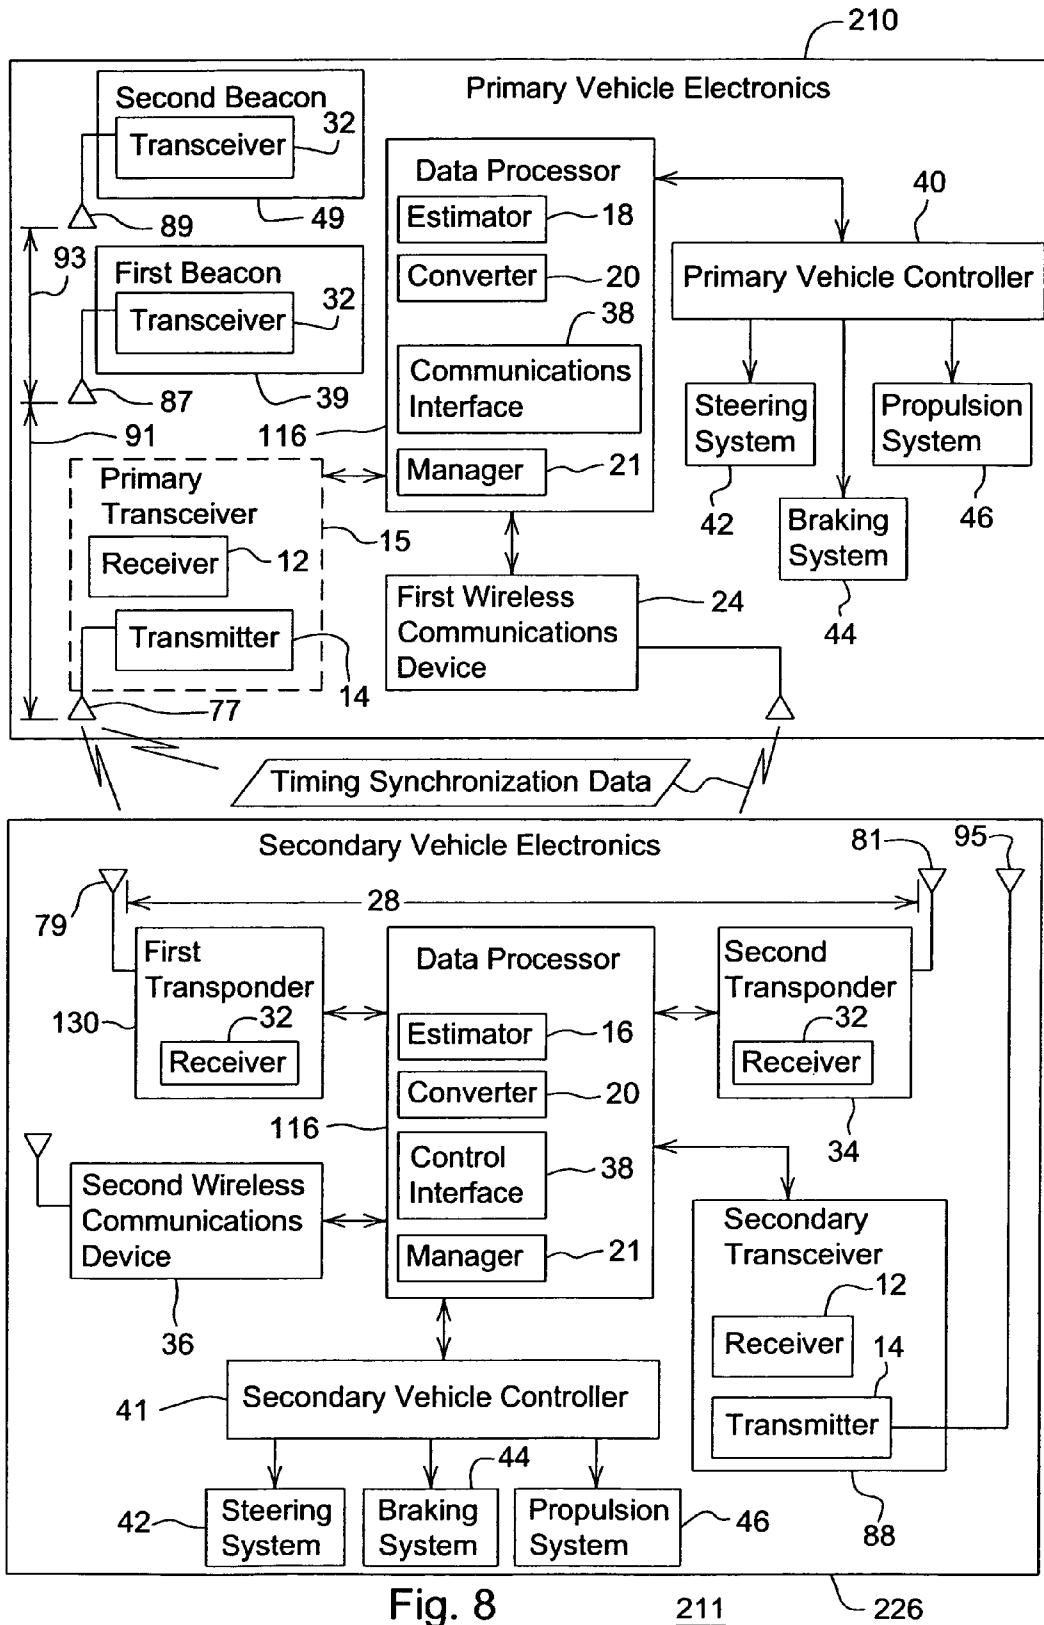 210
Primary Vehicle Electronics
Second Beacon
Transceiver
32
89
49
93
First Beacon
Transceiver
32
87
39
91
Data Processor
Estimator
18
Converter
20
38
Communications
Interface
116
Manager
21
40
Primary Vehicle Controller
Steering
System
42
Propulsion
System
46
Braking
System
44
Primary
Transceiver
15
Receiver
12
Transmitter
14
77
First Wireless
Communications
Device
24
Timing Synchronization Data
Secondary Vehicle Electronics
81
95
79
28
First
Transponder
130
32
Receiver
Data Processor
Estimator
16
Converter
20
116
Control
Interface
38
Manager
21
Second
Transponder
32
Receiver
34
Second Wireless
Communications
Device
36
Secondary
Transceiver
12
Receiver
14
Transmitter
88
41
Secondary Vehicle Controller
42
Steering
System
44
Braking
System
Propulsion
System
46
Fig. 8
211
226